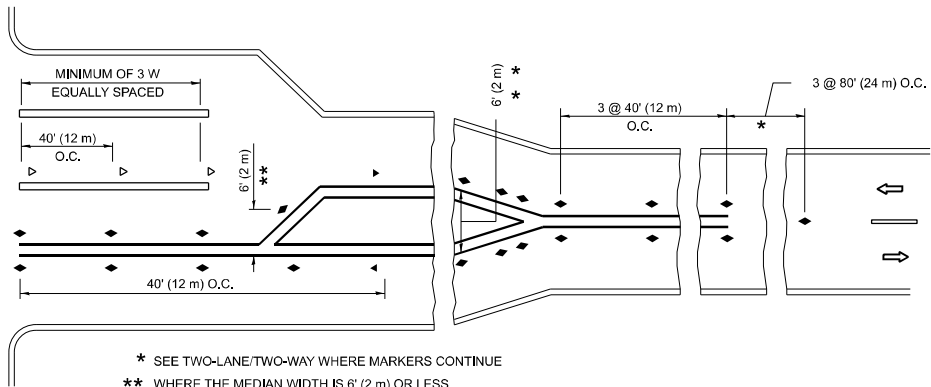 MINIMUM OF 3 W
EQUALLY SPACED
40' (12 m)
O.C.
6' (2 m)
**
6' (2 m)
*
*
3 @ 40' (12 m)
O.C.
3 @ 80' (24 m) O.C.
*
40' (12 m) O.C.
* SEE TWO-LANE/TWO-WAY WHERE MARKERS CONTINUE
** WHERE THE MEDIAN WIDTH IS 6' (2 m) OR LESS